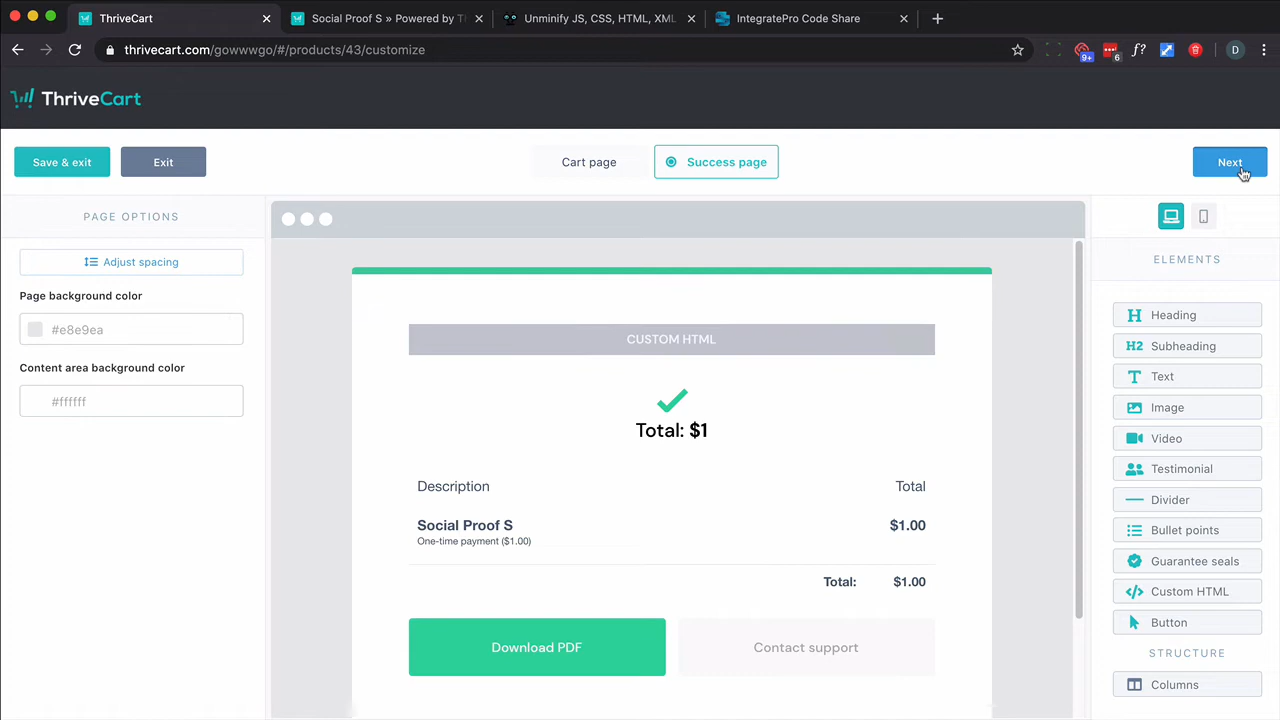 ThriveCart
Social Proof S » Powered by T
Unminify JS, CSS, HTML, XML
IntegratePro Code Share
thrivecart.com/gowwwgo/#/products/43/customize
9+
6
f?
D
ThriveCart
Save & exit
Exit
Cart page
Success page
Next
PAGE OPTIONS
Adjust spacing
Page background color
#e8e9ea
Content area background color
#ffffff
CUSTOM HTML
Total: $1
Description
Total
Social Proof S
$1.00
One-time payment ($1.00)
Total:
$1.00
Download PDF
Contact support
ELEMENTS
H Heading
H2 Subheading
T Text
Image
Video
Testimonial
Divider
Bullet points
Guarantee seals
Custom HTML
Button
STRUCTURE
Columns